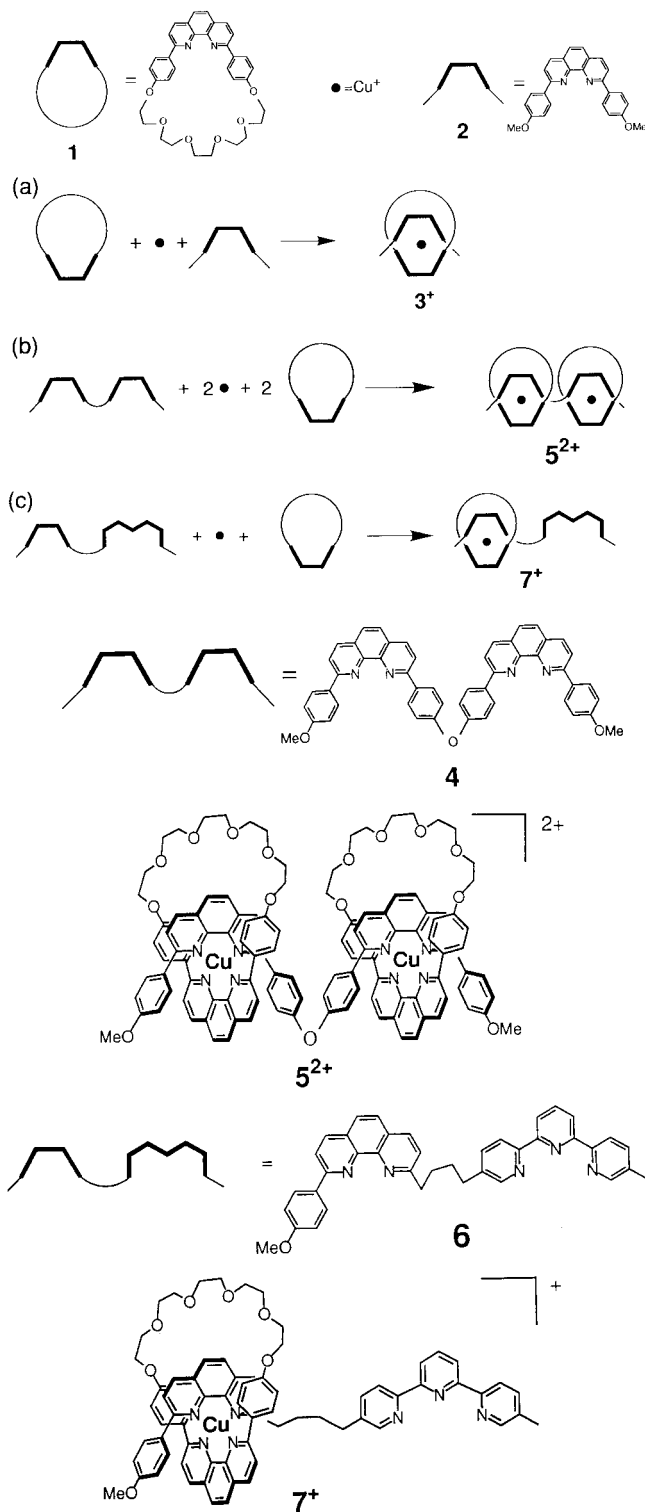 = N N O O O O O O O
●=Cu⁺
= N N MeO OMe
1
2
(a)
+ ● +
3⁺
(b)
+ 2 ● + 2
5²⁺
(c)
+ ● +
7⁺
= N N N N
MeO O OMe
4
2+
O O O O O O O O O O O O
N Cu N N Cu N
N N N N
MeO O OMe
5²⁺
= N N N N N
MeO
6
+
O O O O O O
N Cu N N N N
N N
MeO
7⁺